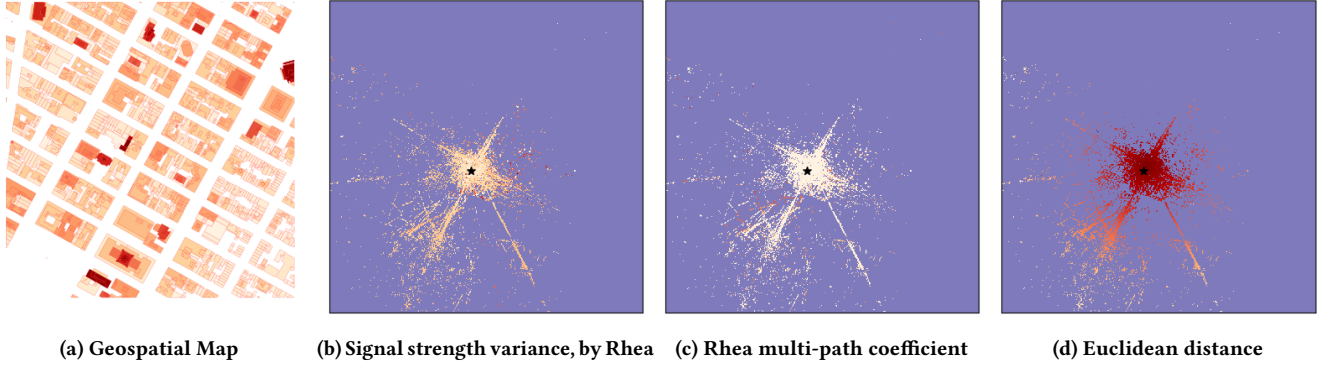 (a) Geospatial Map
(b) Signal strength variance, by Rhea
(c) Rhea multi-path coefficient
(d) Euclidean distance